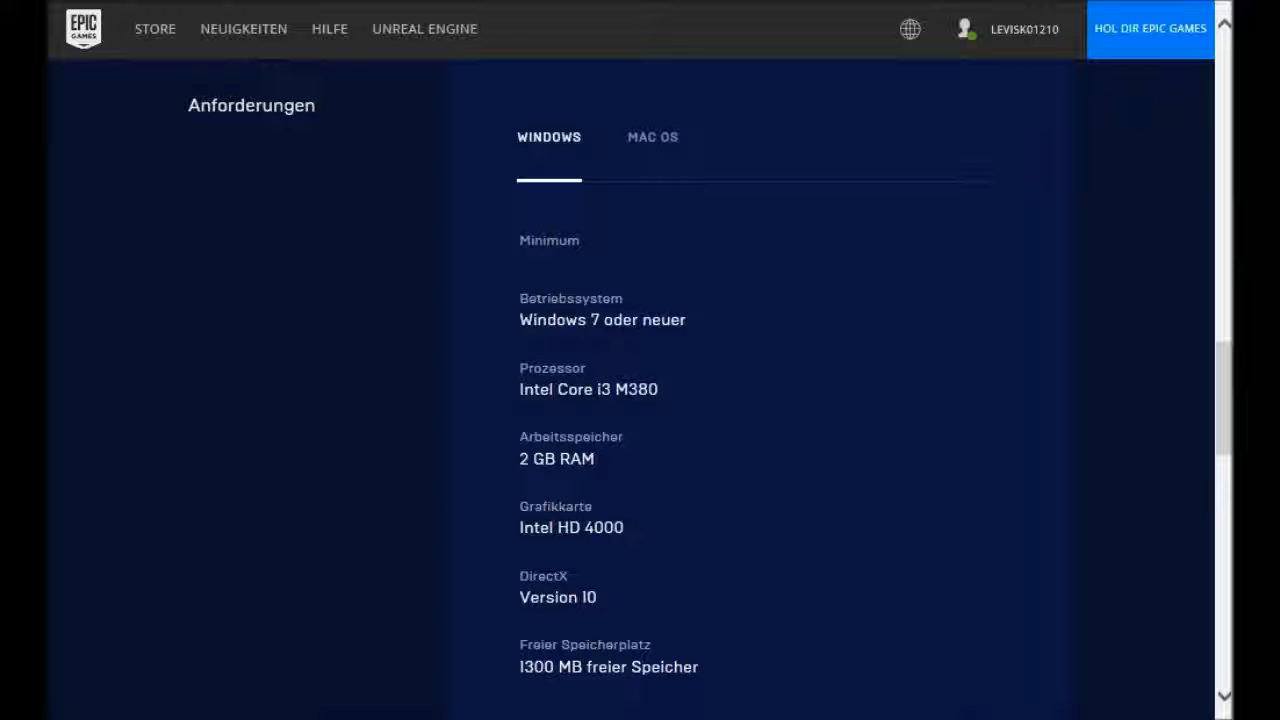 EPIC GAMES
STORE NEUIGKEITEN HILFE UNREAL ENGINE LEVISK01210 HOL DIR EPIC GAMES
Anforderungen
WINDOWS MAC OS
Minimum
Betriebssystem
Windows 7 oder neuer
Prozessor
Intel Core i3 M380
Arbeitsspeicher
2 GB RAM
Grafikkarte
Intel HD 4000
DirectX
Version 10
Freier Speicherplatz
1300 MB freier Speicher